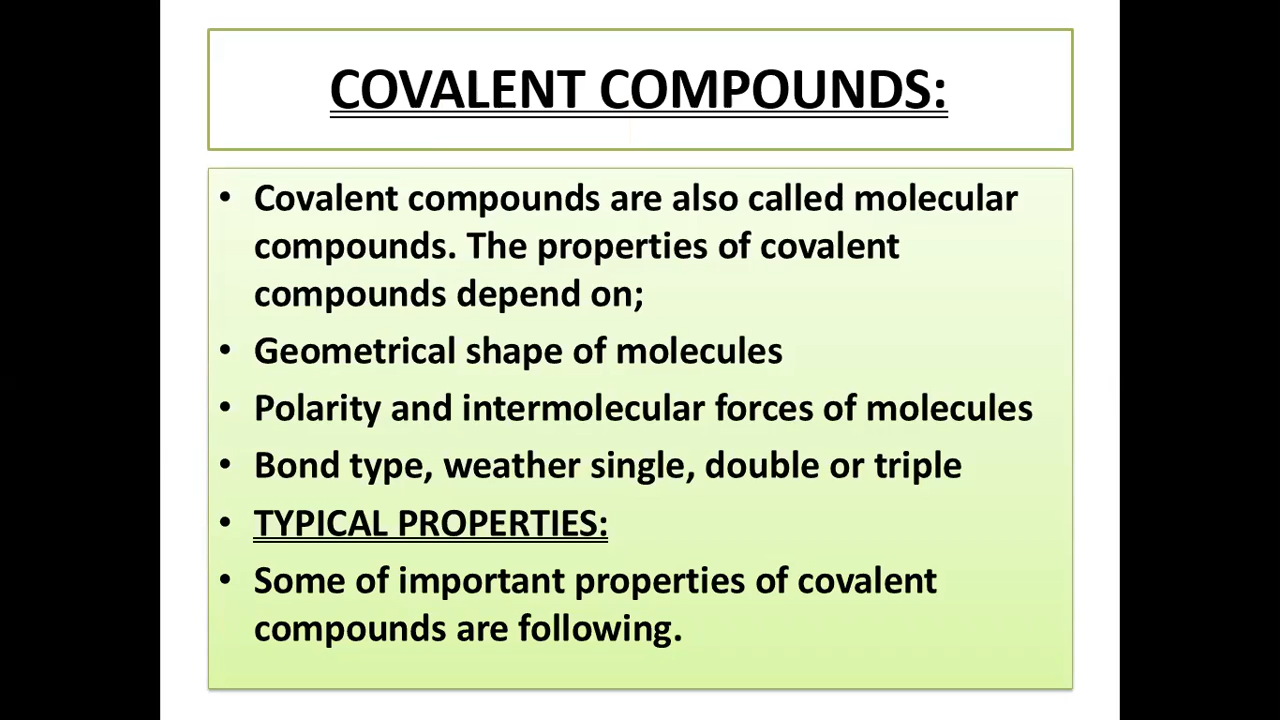 COVALENT COMPOUNDS:
• Covalent compounds are also called molecular
compounds. The properties of covalent
compounds depend on;
• Geometrical shape of molecules
• Polarity and intermolecular forces of molecules
• Bond type, weather single, double or triple
• TYPICAL PROPERTIES:
• Some of important properties of covalent
compounds are following.